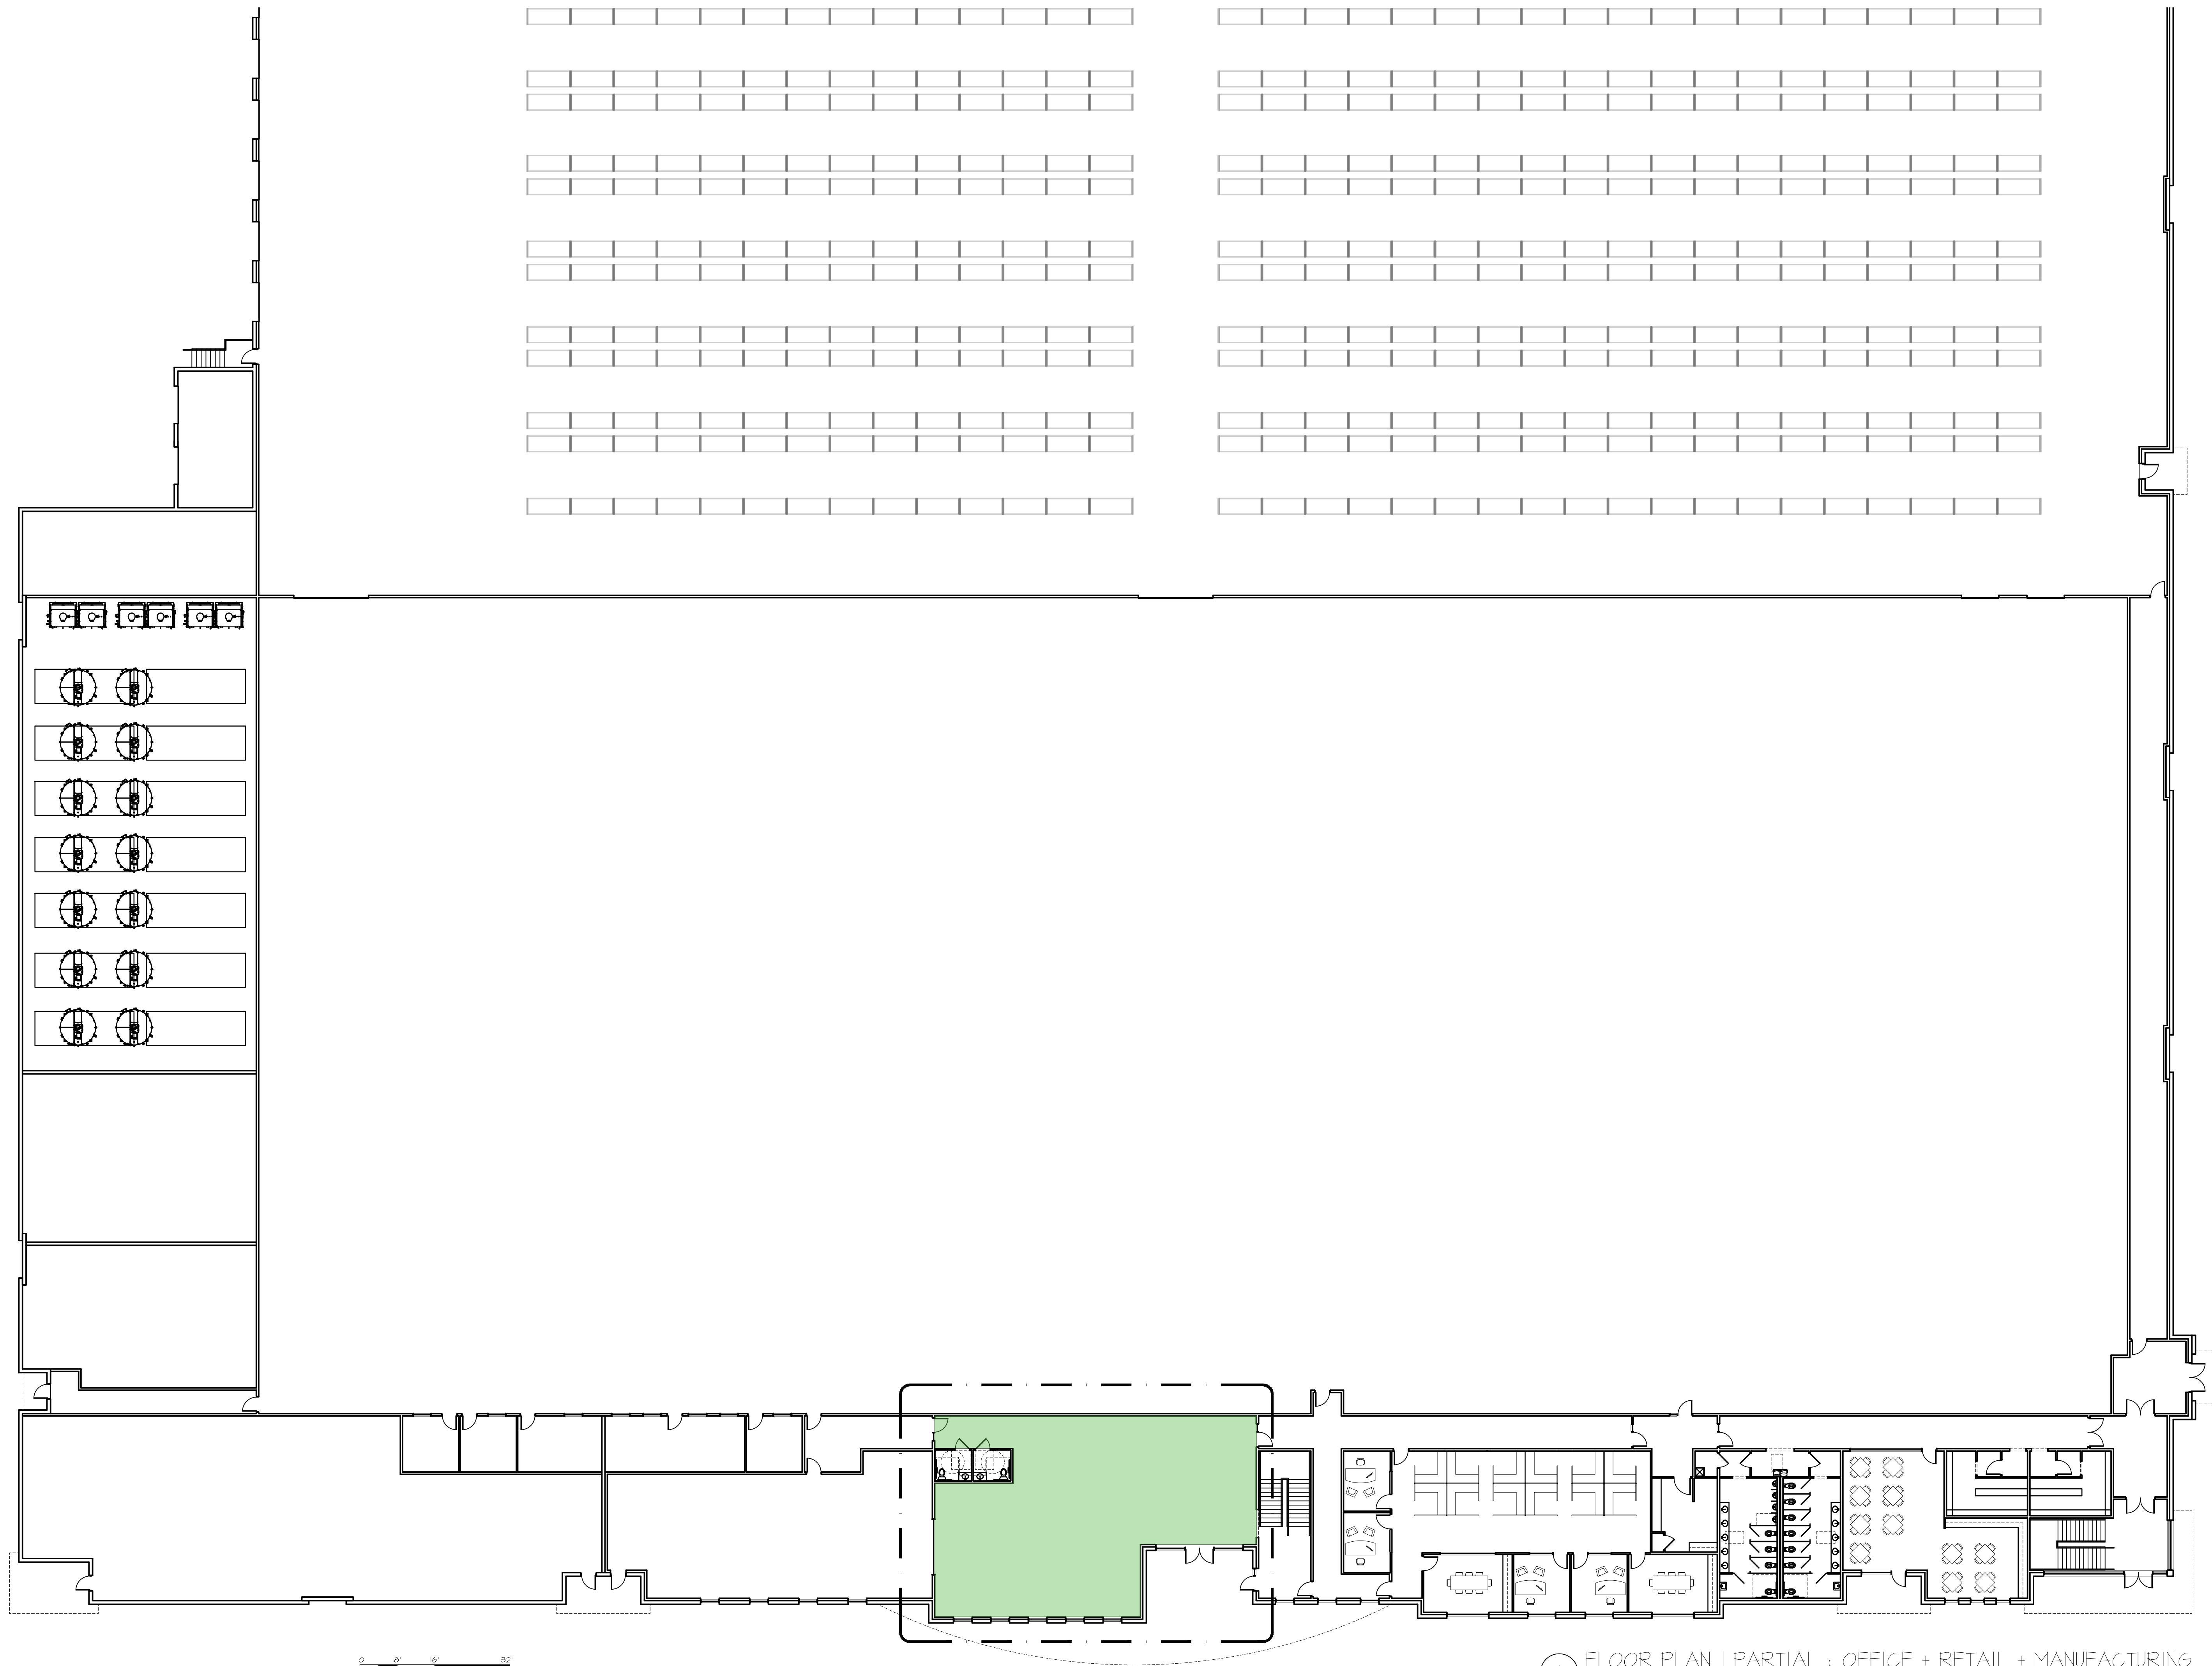 0 8' 16' 32'
FLOOR PLAN | PARTIAL : OFFICE + RETAIL + MANUFACTURING